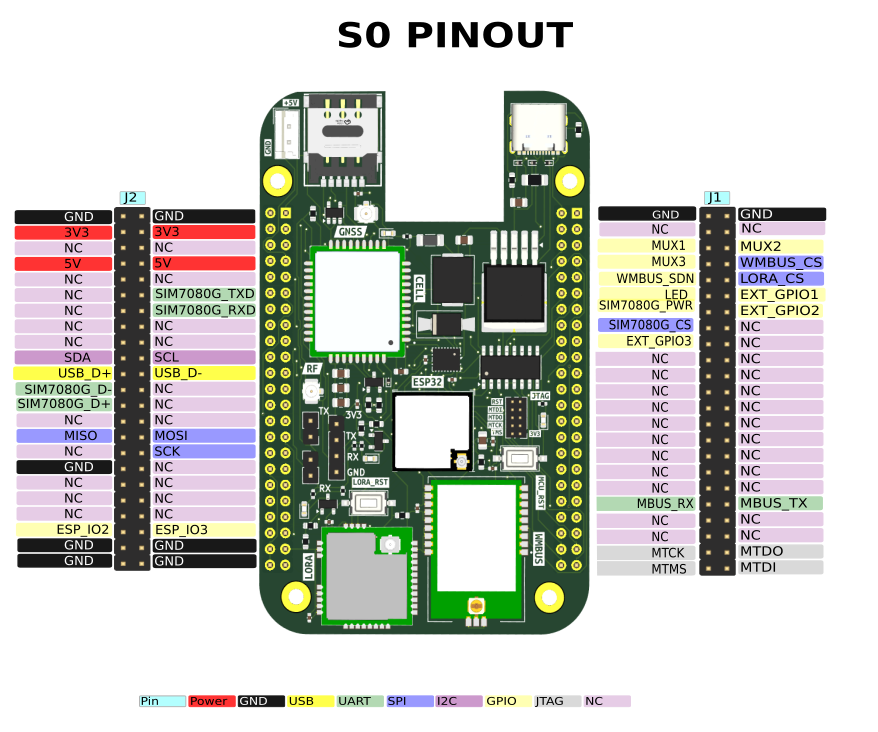 S0 PINOUT
+5V
GND
J2
J1
GND GND
3V3 3V3
NC NC
5V 5V
NC NC
NC SIM7080G_TXD
NC SIM7080G_RXD
NC NC
NC NC
SDA SCL
USB_D+ USB_D-
SIM7080G_D- NC
SIM7080G_D+ NC
NC NC
MISO MOSI
NC SCK
GND NC
NC NC
NC NC
NC NC
ESP_IO2 ESP_IO3
GND GND
GND GND
GNSS
CELL
RF
ESP32
TX
3V3
TX
RX
GND
RX
LORA_RST
RST
MTDI
MTDO
MTCK
JTAG
3V3
MCU_RST
WMBUS
LORA
GND GND
NC NC
MUX1 MUX2
MUX3 WMBUS_CS
WMBUS_SDN LORA_CS
LED EXT_GPIO1
SIM7080G_PWR EXT_GPIO2
SIM7080G_CS NC
EXT_GPIO3 NC
NC NC
NC NC
NC NC
NC NC
NC NC
NC NC
NC NC
NC NC
NC NC
MBUS_RX MBUS_TX
NC NC
NC NC
MTCK MTDO
MTMS MTDI
Pin Power GND USB UART SPI I2C GPIO JTAG NC